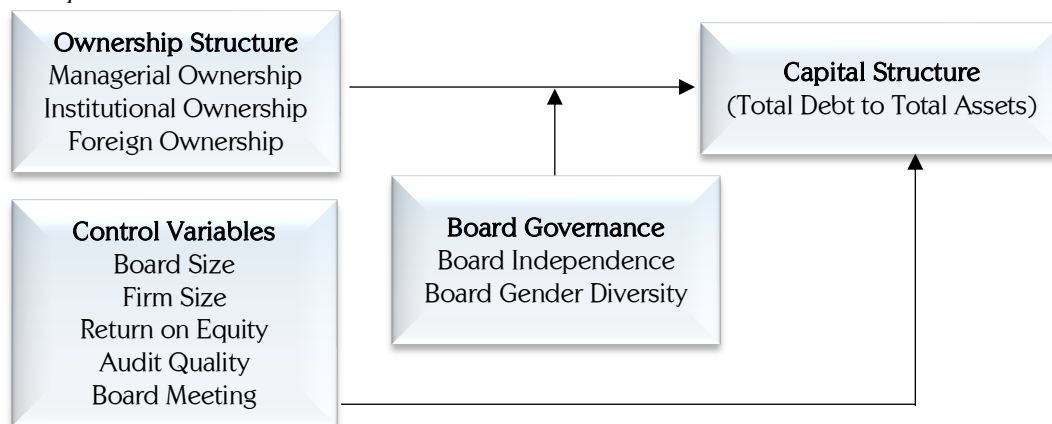 Ownership Structure
Managerial Ownership
Institutional Ownership
Foreign Ownership
Capital Structure
(Total Debt to Total Assets)
Control Variables
Board Size
Firm Size
Return on Equity
Audit Quality
Board Meeting
Board Governance
Board Independence
Board Gender Diversity